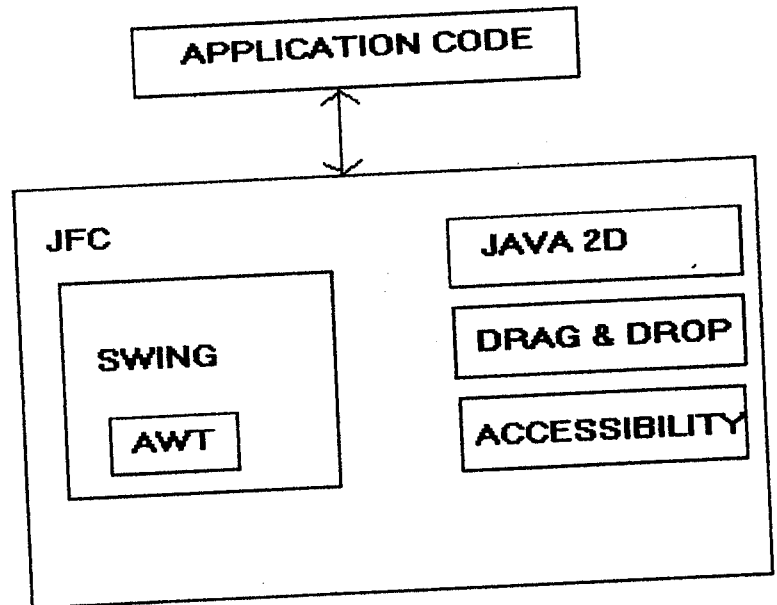 APPLICATION CODE
JFC
SWING
AWT
JAVA 2D
DRAG & DROP
ACCESSIBILITY